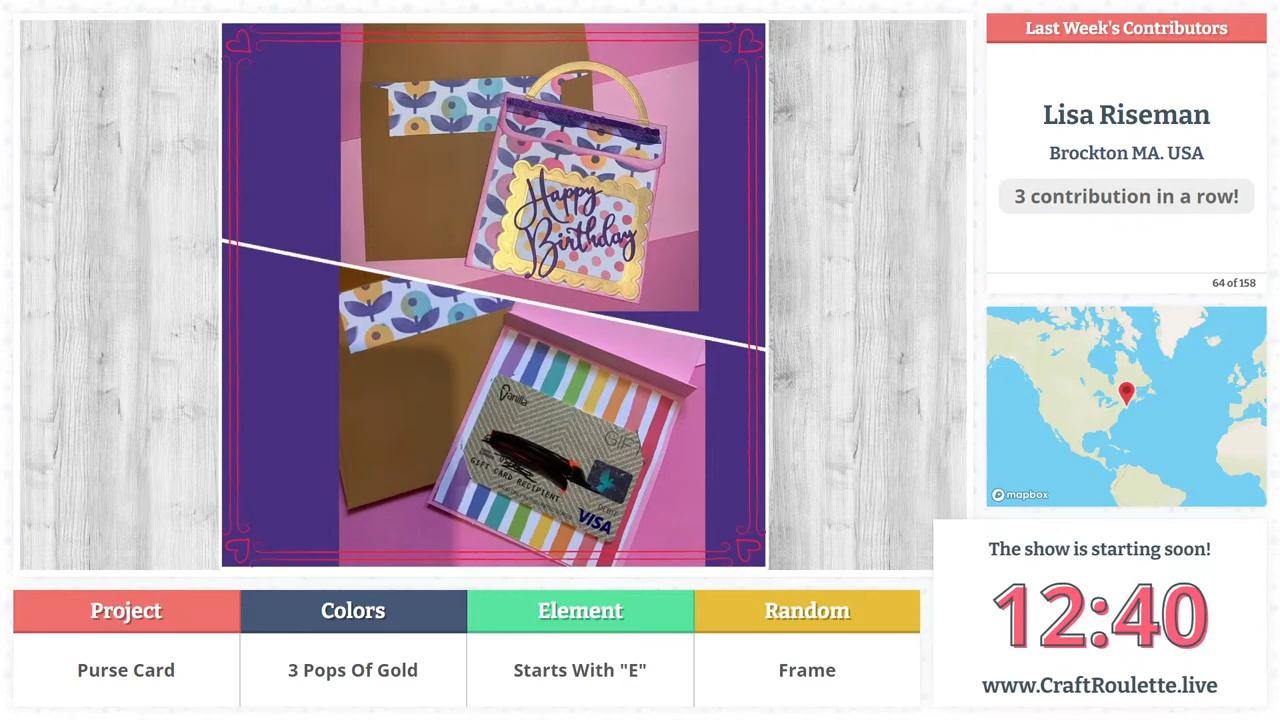 Last Week's Contributors
Lisa Riseman
Brockton MA. USA
3 contribution in a row!
64 of 158
Happy
Birthday
Vanilla
GIFT
GIFT CARD RECIPIENT
DEBIT
VISA
mapbox
The show is starting soon!
12:40
www.CraftRoulette.live
Project
Colors
Element
Random
Purse Card
3 Pops Of Gold
Starts With "E"
Frame